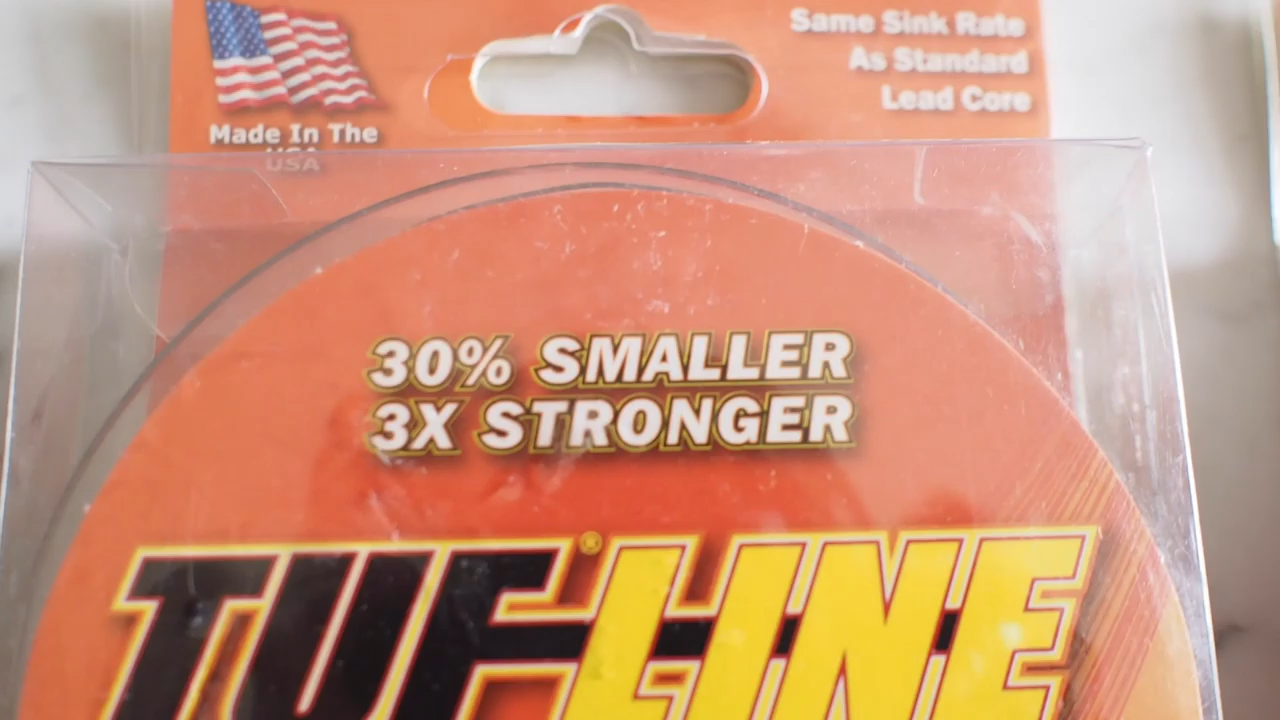 Made In The
USA
Same Sink Rate
As Standard
Lead Core
30% SMALLER
3X STRONGER
TUF-LINE®